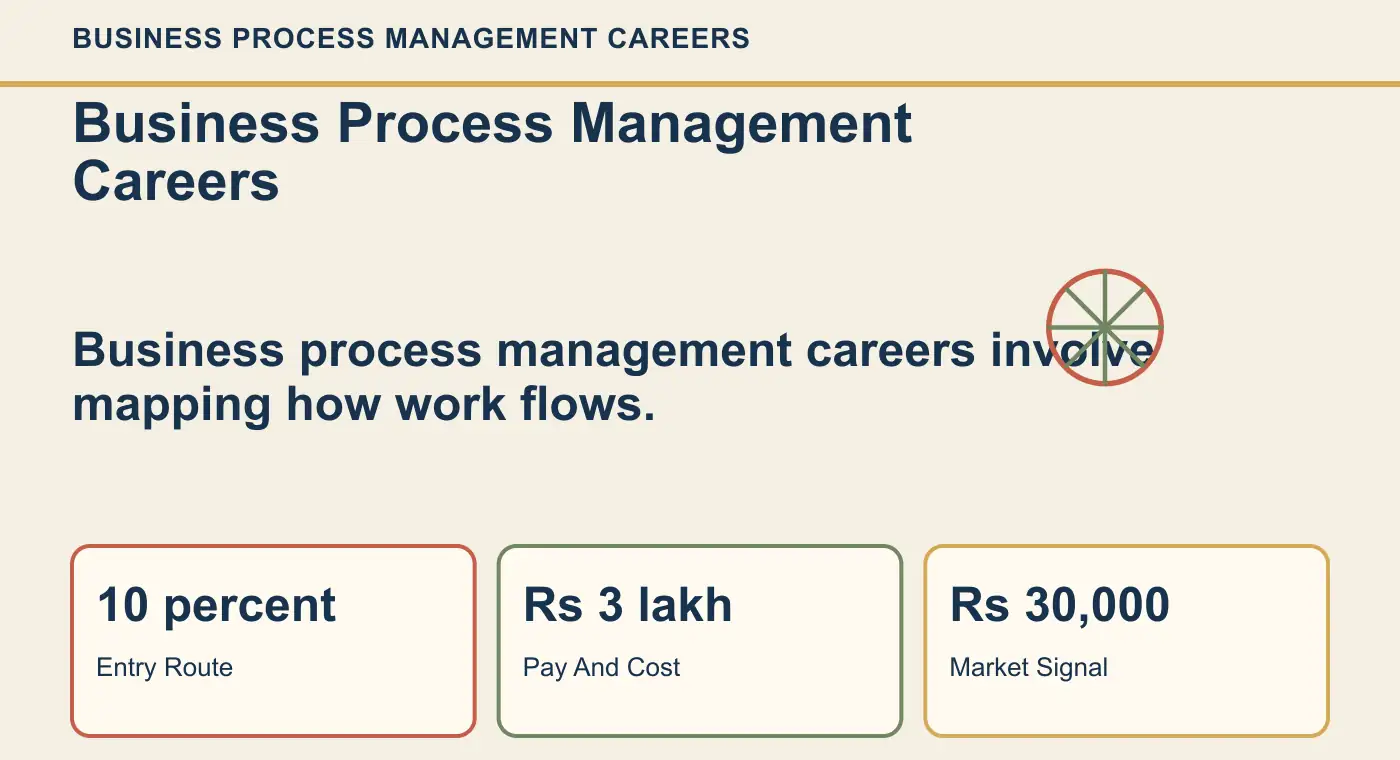 BUSINESS PROCESS MANAGEMENT CAREERS
Business Process Management
Careers
Business process management careers involve
mapping how work flows.
10 percent
Entry Route
Rs 3 lakh
Pay And Cost
Rs 30,000
Market Signal